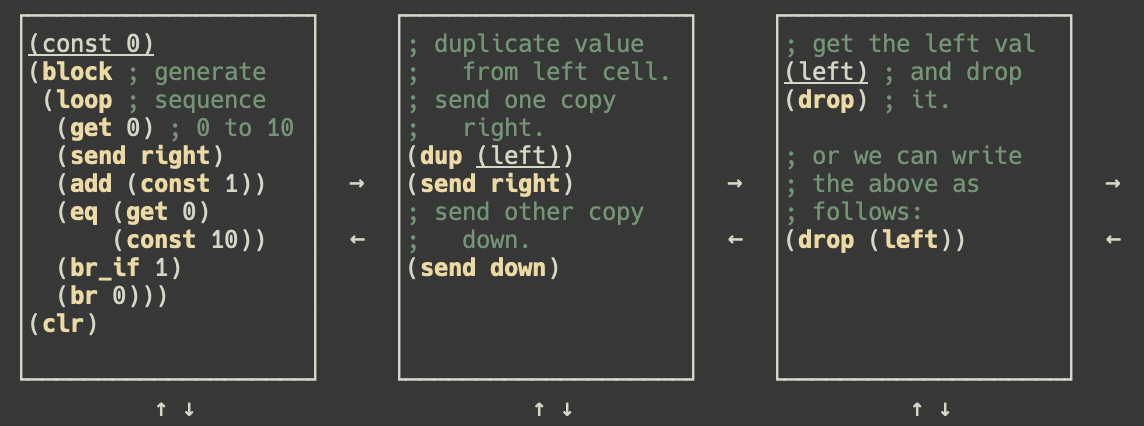 (const 0)
(block ; generate
 (loop ; sequence
  (get 0) ; 0 to 10
  (send right)
  (add (const 1))
  (eq (get 0)
      (const 10))
  (br_if 1)
  (br 0)))
(clr)
→
←
↑ ↓
; duplicate value
;   from left cell.
; send one copy
;   right.
(dup (left))
(send right)
; send other copy
;   down.
(send down)
→
←
↑ ↓
; get the left val
(left) ; and drop
(drop) ; it.
; or we can write
; the above as
; follows:
(drop (left))
→
←
↑ ↓